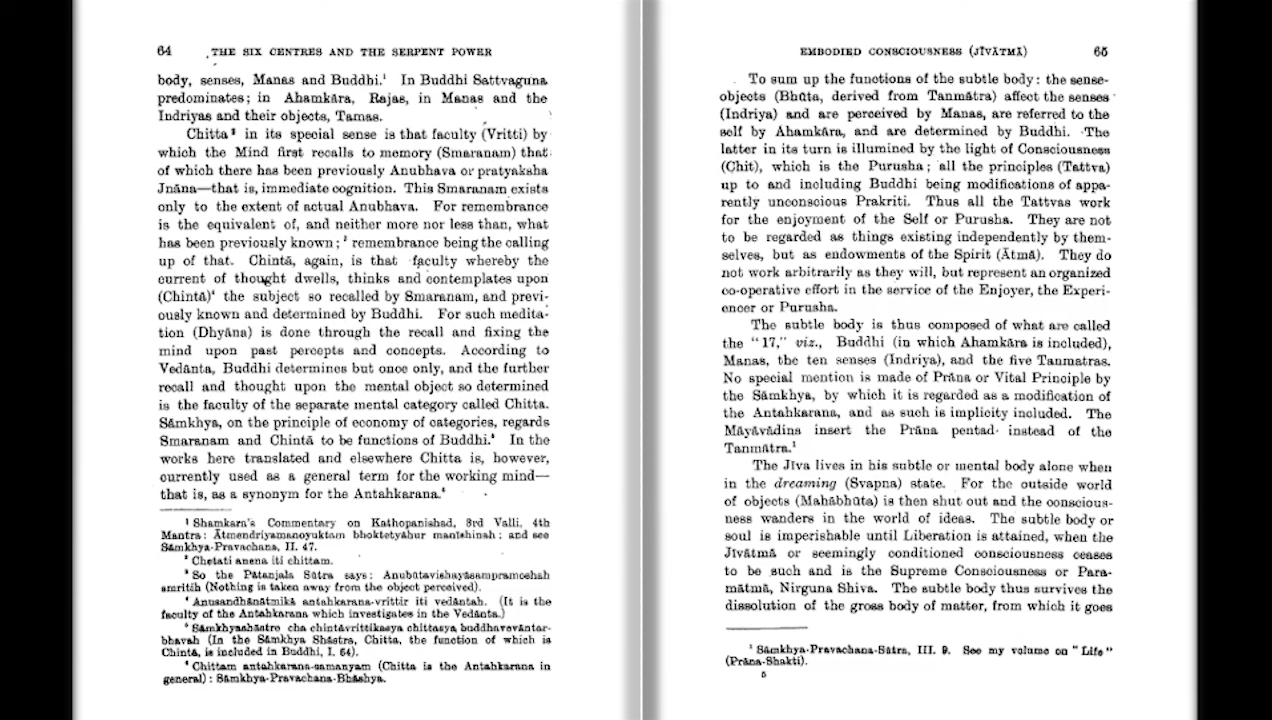 64 THE SIX CENTRES AND THE SERPENT POWER
body, senses, Manas and Buddhi.¹ In Buddhi Sattvaguna
predominates; in Ahamkāra, Rajas, in Manas and the
Indriyas and their objects, Tamas.
Chitta² in its special sense is that faculty (Vritti) by
which the Mind first recalls to memory (Smaranam) that
of which there has been previously Anubhava or pratyaksha
Jnāna—that is, immediate cognition. This Smaranam exists
only to the extent of actual Anubhava. For remembrance
is the equivalent of, and neither more nor less than, what
has been previously known;³ remembrance being the calling
up of that. Chintā, again, is that faculty whereby the
current of thought dwells, thinks and contemplates upon
(Chintā)⁴ the subject so recalled by Smaranam, and previ-
ously known and determined by Buddhi. For such medita-
tion (Dhyāna) is done through the recall and fixing the
mind upon past percepts and concepts. According to
Vedānta, Buddhi determines but once only, and the further
recall and thought upon the mental object so determined
is the faculty of the separate mental category called Chitta.
Sāmkhya, on the principle of economy of categories, regards
Smaranam and Chintā to be functions of Buddhi.⁵ In the
works here translated and elsewhere Chitta is, however,
currently used as a general term for the working mind—
that is, as a synonym for the Antahkarana.⁶
¹ Shamkara's Commentary on Kathopanishad, 3rd Valli, 4th
Mantra: Ātmendriyamanoyuktam bhoktetyāhur manīshinah: and see
Sāmkhya-Pravachana, II. 47.
² Chetati anena iti chittam.
³ So the Pātanjala Sūtra says: Anubūtavishayāsampramoshah
smritih (Nothing is taken away from the object perceived).
⁴ Anusandhānātmikā antahkarana-vrittir iti vedāntah. (It is the
faculty of the Antahkarana which investigates in the Vedānta.)
⁵ Sāmkhyashāstre cha chintāvrittikasya chittasya buddhavevāntar-
bhavah (In the Sāmkhya Shāstra, Chitta, the function of which is
Chintā, is included in Buddhi, I. 64).
⁶ Chittam antahkarana-samanyam (Chitta is the Antahkarana in
general): Sāmkhya-Pravachana-Bhāshya.
EMBODIED CONSCIOUSNESS (JĪVĀTMĀ) 65
To sum up the functions of the subtle body: the sense-
objects (Bhūta, derived from Tanmātra) affect the senses
(Indriya) and are perceived by Manas, are referred to the
self by Ahamkāra, and are determined by Buddhi. The
latter in its turn is illumined by the light of Consciousness
(Chit), which is the Purusha; all the principles (Tattva)
up to and including Buddhi being modifications of appa-
rently unconscious Prakriti. Thus all the Tattvas work
for the enjoyment of the Self or Purusha. They are not
to be regarded as things existing independently by them-
selves, but as endowments of the Spirit (Ātmā). They do
not work arbitrarily as they will, but represent an organized
co-operative effort in the service of the Enjoyer, the Experi-
encer or Purusha.
The subtle body is thus composed of what are called
the "17," viz., Buddhi (in which Ahamkāra is included),
Manas, the ten senses (Indriya), and the five Tanmatras.
No special mention is made of Prāna or Vital Principle by
the Sāmkhya, by which it is regarded as a modification of
the Antahkarana, and as such is implicity included. The
Māyāvādins insert the Prāna pentad instead of the
Tanmātra.¹
The Jīva lives in his subtle or mental body alone when
in the dreaming (Svapna) state. For the outside world
of objects (Mahābhūta) is then shut out and the conscious-
ness wanders in the world of ideas. The subtle body or
soul is imperishable until Liberation is attained, when the
Jīvātmā or seemingly conditioned consciousness ceases
to be such and is the Supreme Consciousness or Para-
mātmā, Nirguna Shiva. The subtle body thus survives the
dissolution of the gross body of matter, from which it goes
¹ Sāmkhya-Pravachana-Sūtra, III. 9. See my volume on "Life"
(Prāna-Shakti).
5